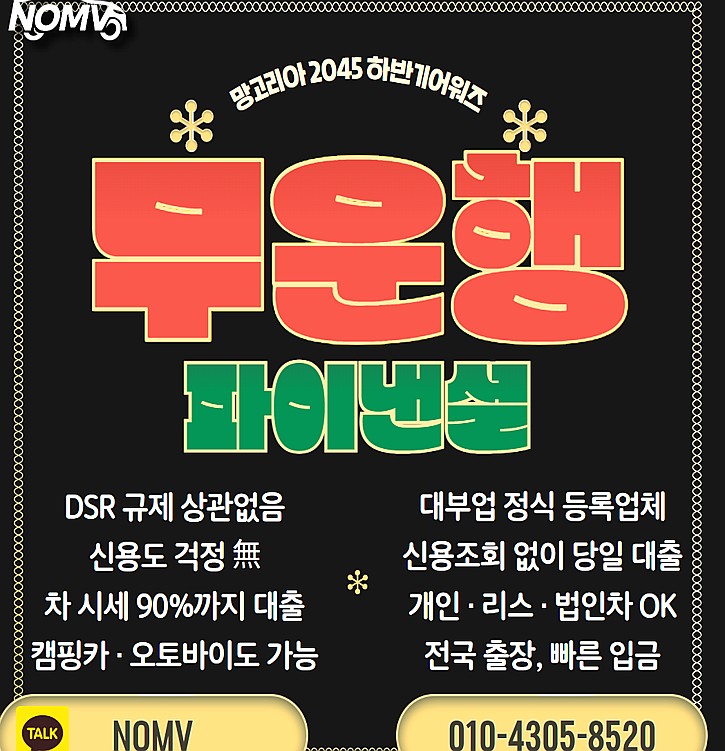 NOMV
망고리아 2045 하반기어워즈
무운행
파이낸셜
DSR 규제 상관없음
신용도 걱정 無
차 시세 90%까지 대출
캠핑카 · 오토바이도 가능
대부업 정식 등록업체
신용조회 없이 당일 대출
개인 · 리스 · 법인차 OK
전국 출장, 빠른 입금
TALK NOMV
010-4305-8520